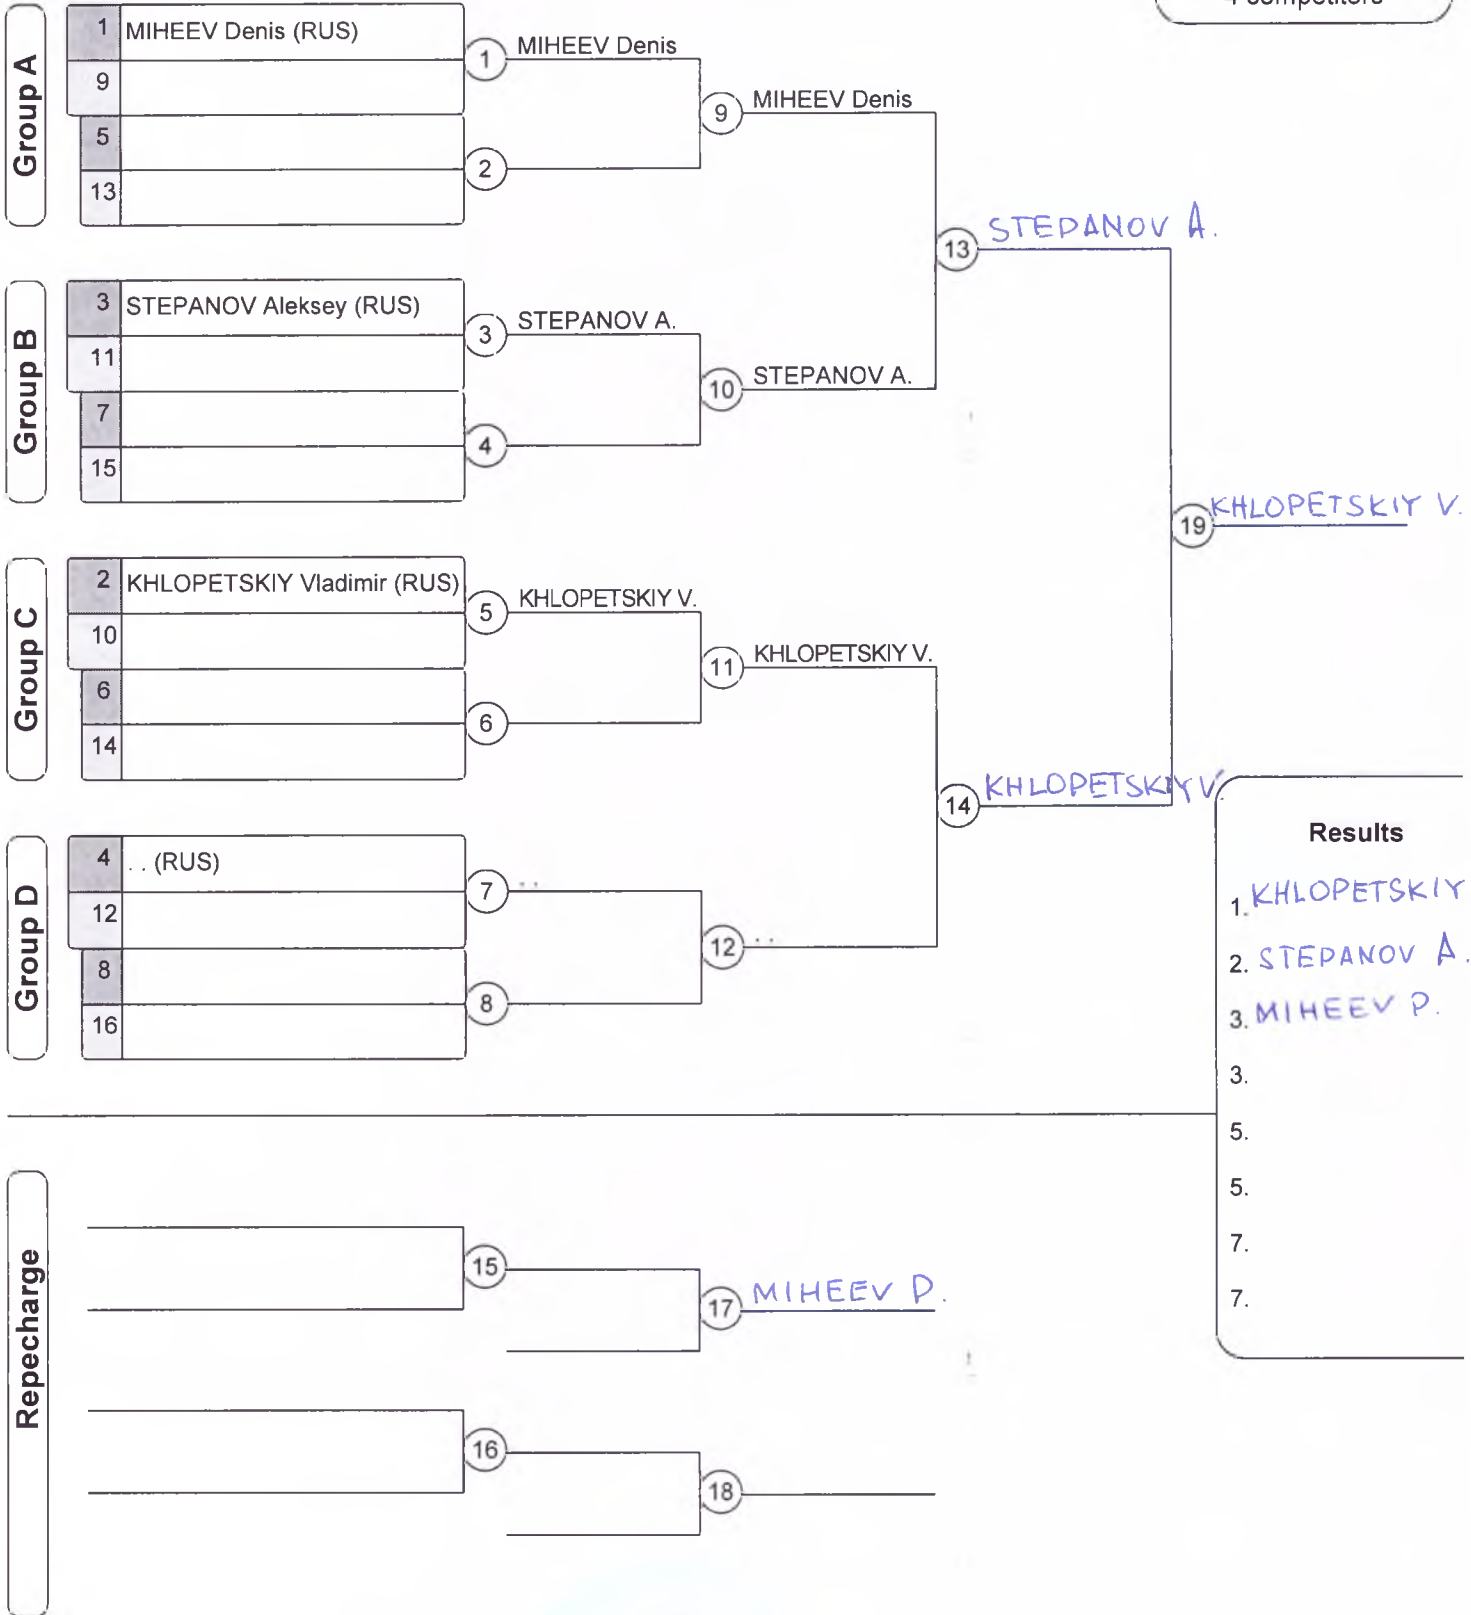 4 competitors
Group A
1 MIHEEV Denis (RUS)
9
5
13
1 MIHEEV Denis
2
9 MIHEEV Denis
13 STEPANOV A.
Group B
3 STEPANOV Aleksey (RUS)
11
7
15
3 STEPANOV A.
4
10 STEPANOV A.
19 KHLOPETSKIY V.
Group C
2 KHLOPETSKIY Vladimir (RUS)
10
6
14
5 KHLOPETSKIY V.
6
11 KHLOPETSKIY V.
14 KHLOPETSKIY V.
Group D
4 . . (RUS)
12
8
16
7 . .
8
12 . .
Results
1. KHLOPETSKIY
2. STEPANOV A.
3. MIHEEV P.
3.
5.
5.
7.
7.
Repecharge
15
17 MIHEEV D.
16
18